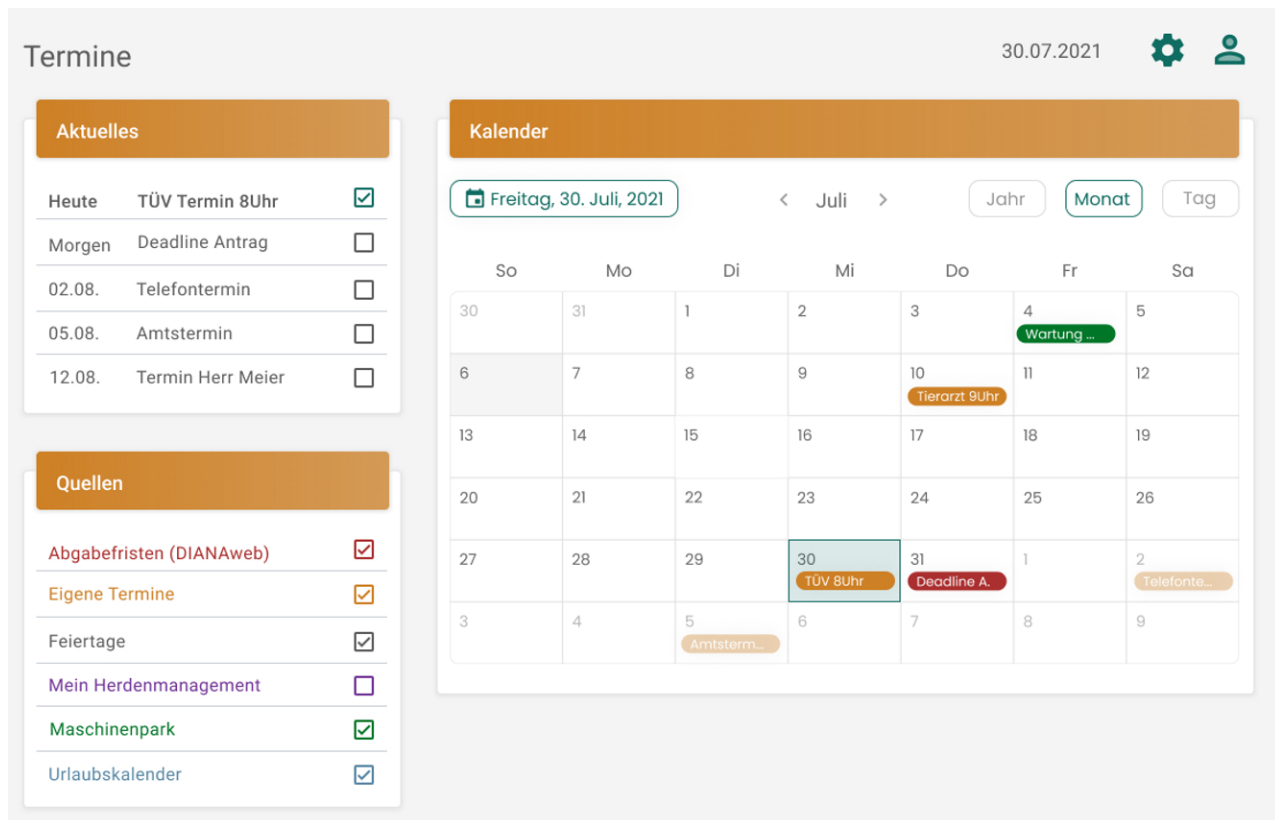 Termine
30.07.2021
Aktuelles
Heute TÜV Termin 8Uhr
Morgen Deadline Antrag
02.08. Telefontermin
05.08. Amtstermin
12.08. Termin Herr Meier
Quellen
Abgabefristen (DIANAweb)
Eigene Termine
Feiertage
Mein Herdenmanagement
Maschinenpark
Urlaubskalender
Kalender
Freitag, 30. Juli, 2021 < Juli > Jahr Monat Tag
So Mo Di Mi Do Fr Sa
30 31 1 2 3 4 5
Wartung ...
6 7 8 9 10 11 12
Tierarzt 9Uhr
13 14 15 16 17 18 19
20 21 22 23 24 25 26
27 28 29 30 31 1 2
TÜV 8Uhr Deadline A. Telefonte...
3 4 5 6 7 8 9
Amtsterm...